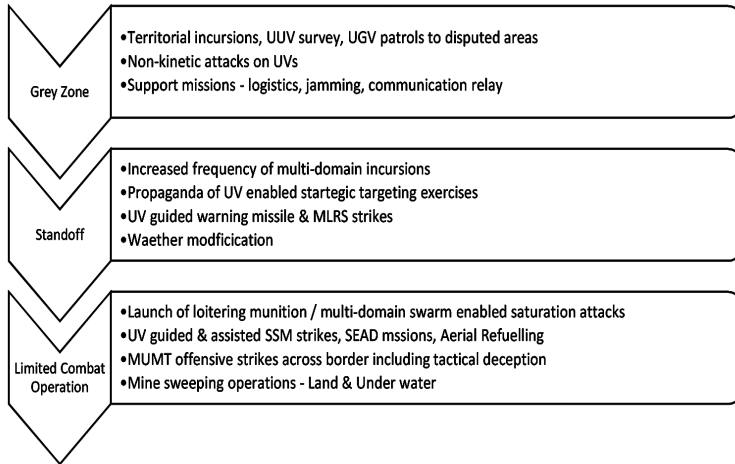 Grey Zone
•Territorial incursions, UUV survey, UGV patrols to disputed areas
•Non-kinetic attacks on UVs
•Support missions - logistics, jamming, communication relay
Standoff
•Increased frequency of multi-domain incursions
•Propaganda of UV enabled startegic targeting exercises
•UV guided warning missile & MLRS strikes
•Waether modficication
Limited Combat
Operation
•Launch of loitering munition / multi-domain swarm enabled saturation attacks
•UV guided & assisted SSM strikes, SEAD mssions, Aerial Refuelling
•MUMT offensive strikes across border including tactical deception
•Mine sweeping operations - Land & Under water